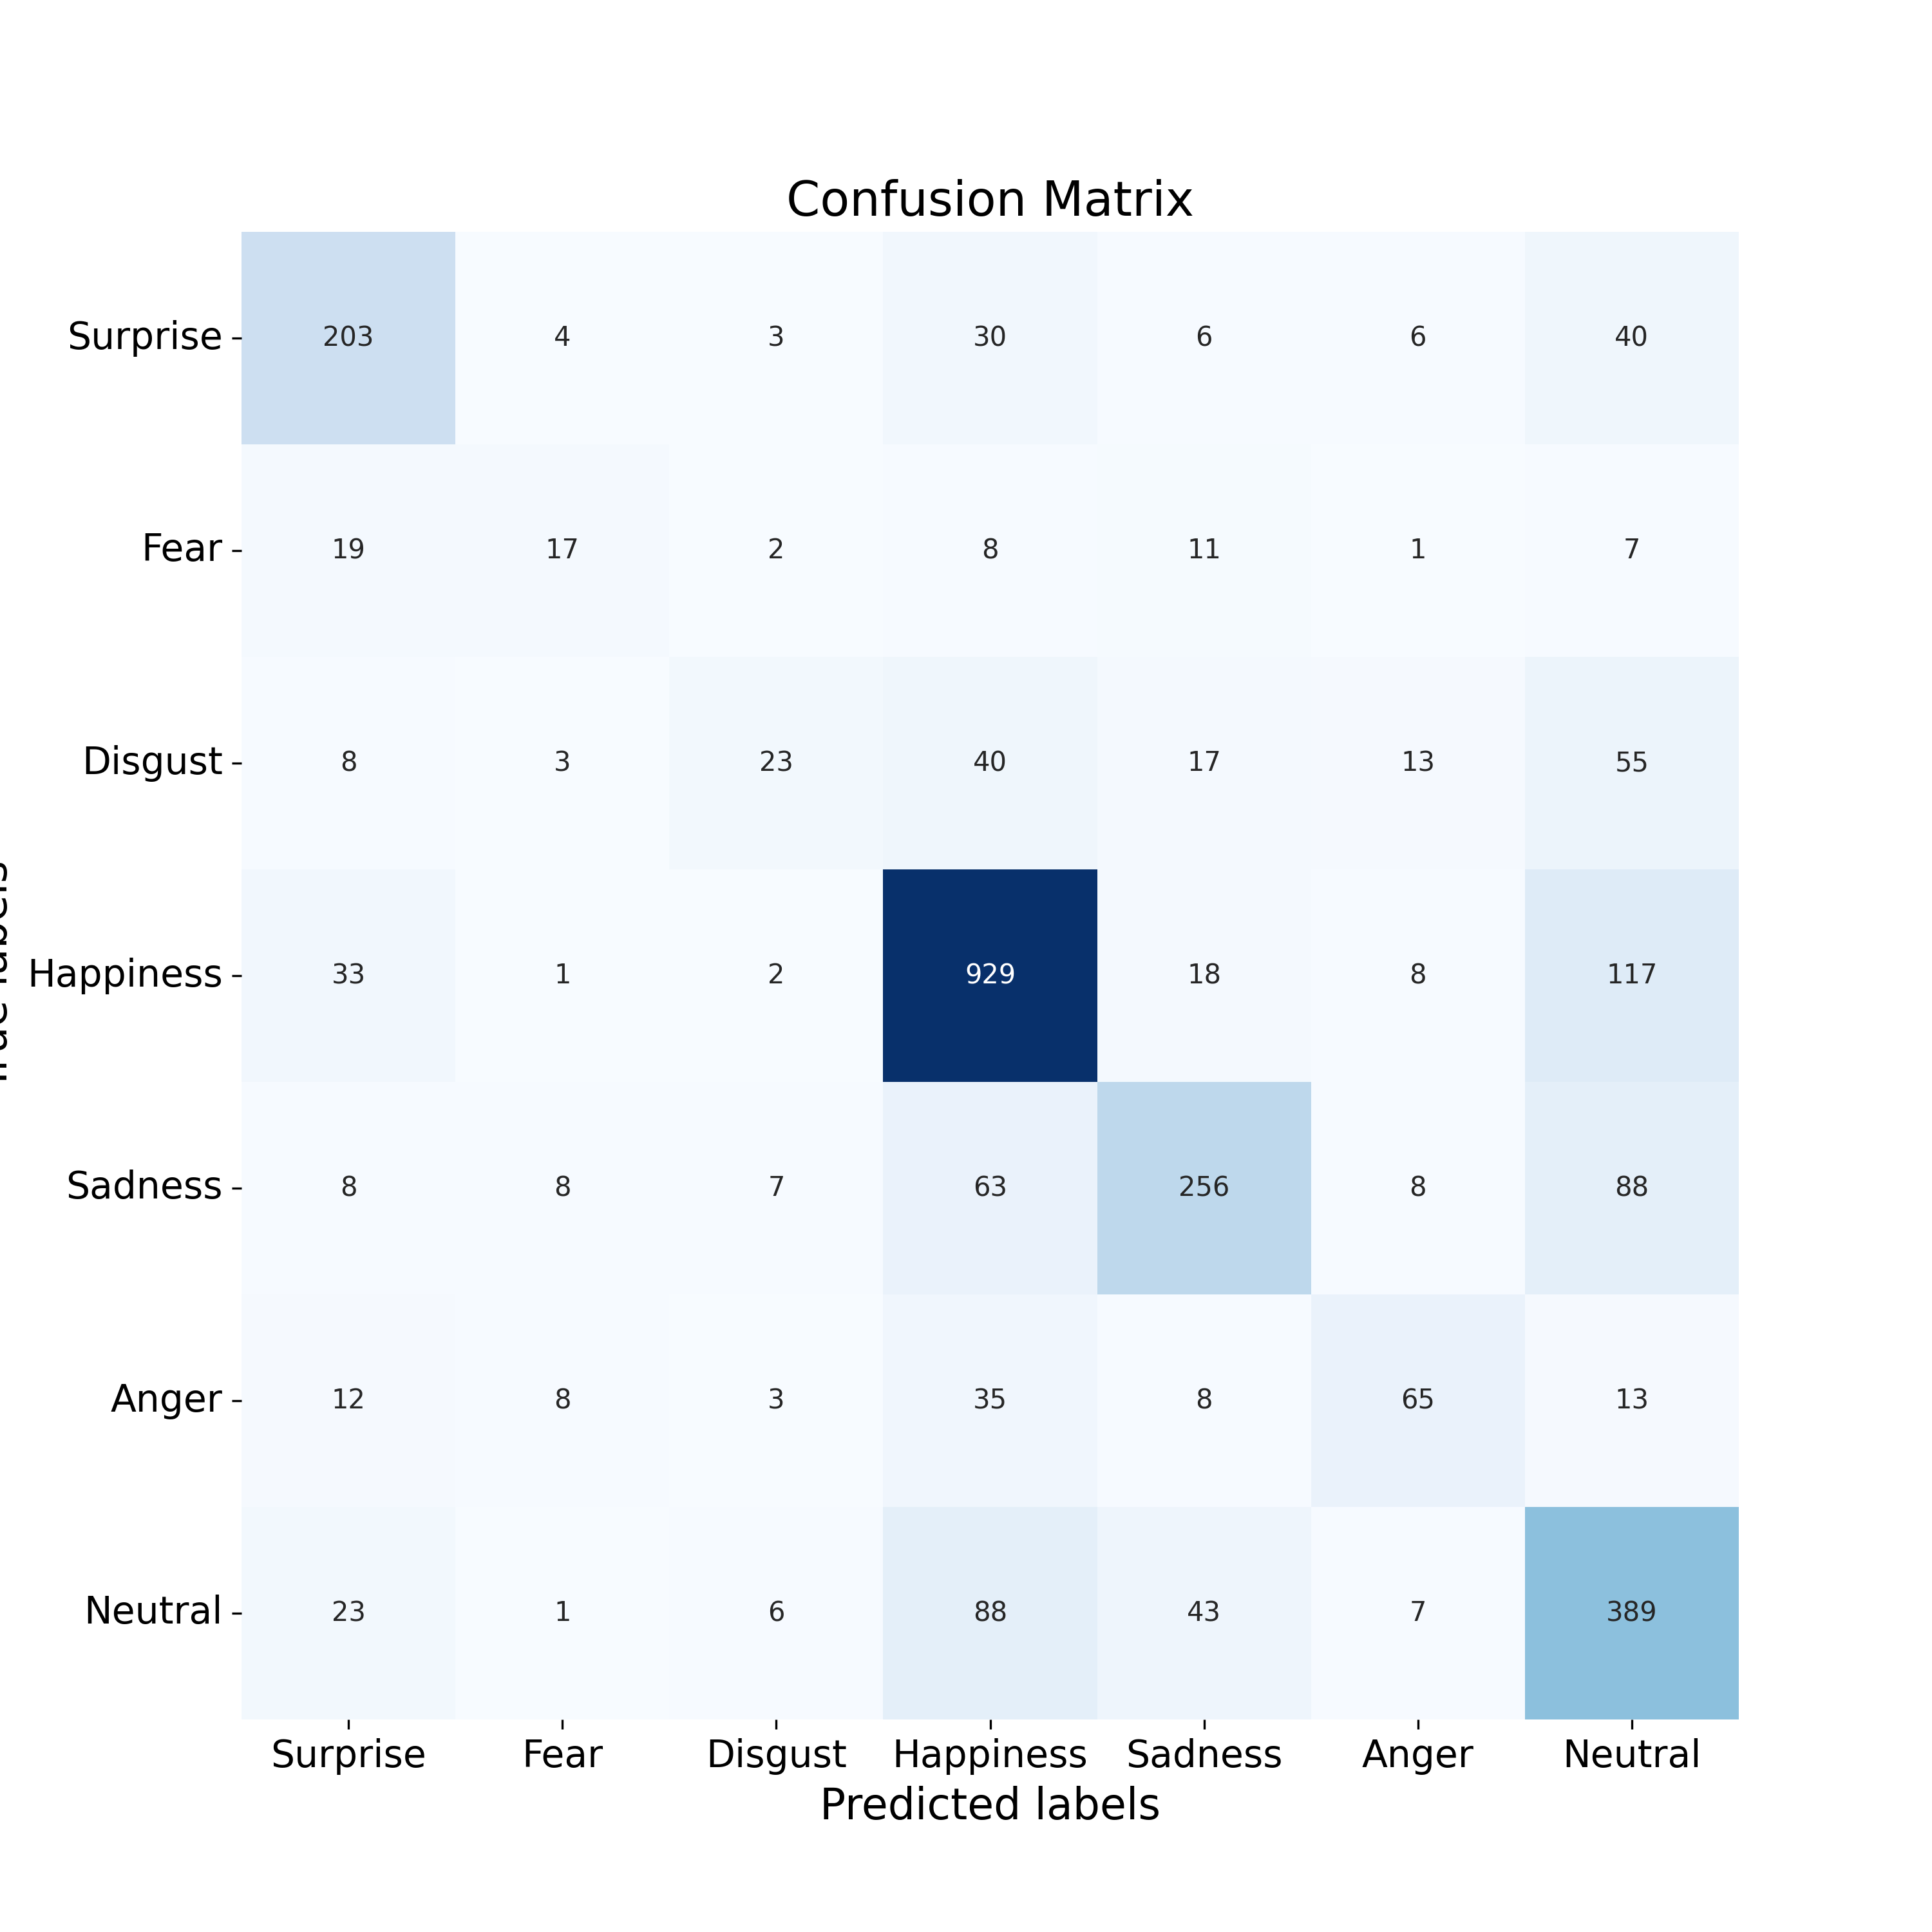 Confusion Matrix
Surprise 203 4 3 30 6 6 40
Fear 19 17 2 8 11 1 7
Disgust 8 3 23 40 17 13 55
Happiness 33 1 2 929 18 8 117
Sadness 8 8 7 63 256 8 88
Anger 12 8 3 35 8 65 13
Neutral 23 1 6 88 43 7 389
Surprise Fear Disgust Happiness Sadness Anger Neutral
Predicted labels